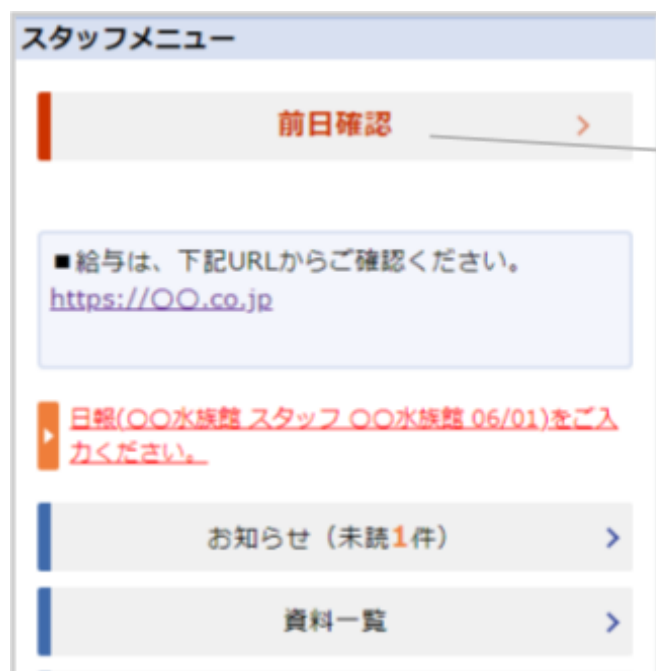 スタッフメニュー
前日確認
■給与は、下記URLからご確認ください。
https://〇〇.co.jp
日報(〇〇水族館 スタッフ 〇〇水族館 06/01)をご入
力ください。
お知らせ（未読1件）
資料一覧